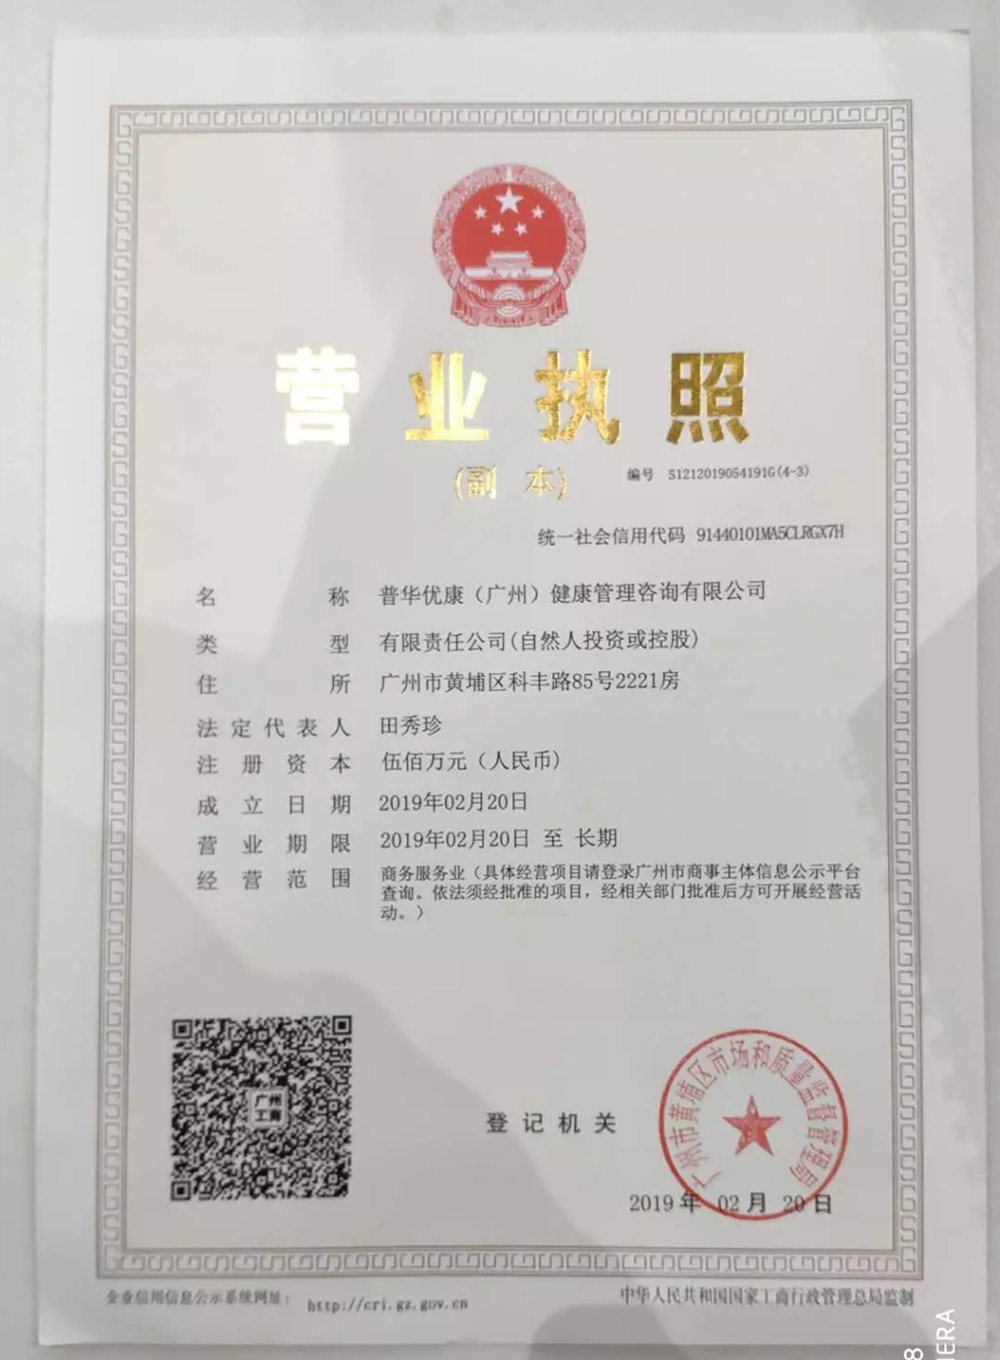 营业执照
(副 本)
编号 S1212019054191G(4-3)
统一社会信用代码 91440101MA5CLRGX7H
名称 普华优康（广州）健康管理咨询有限公司
类型 有限责任公司(自然人投资或控股)
住所 广州市黄埔区科丰路85号2221房
法定代表人 田秀珍
注册资本 伍佰万元（人民币）
成立日期 2019年02月20日
营业期限 2019年02月20日 至 长期
经营范围 商务服务业（具体经营项目请登录广州市商事主体信息公示平台
查询。依法须经批准的项目，经相关部门批准后方可开展经营活
动。）
广州
工商
登记机关
广州市黄埔区市场和质量监督管理局
2019 年 02 月 20 日
企业信用信息公示系统网址： http://cri.gz.gov.cn
中华人民共和国国家工商行政管理总局监制